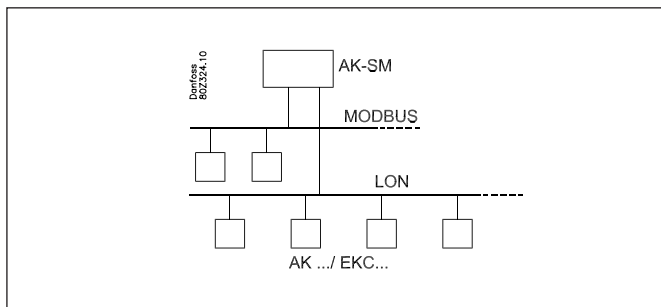 Danfoss
80Z324.10
AK-SM
MODBUS
LON
AK .../ EKC...